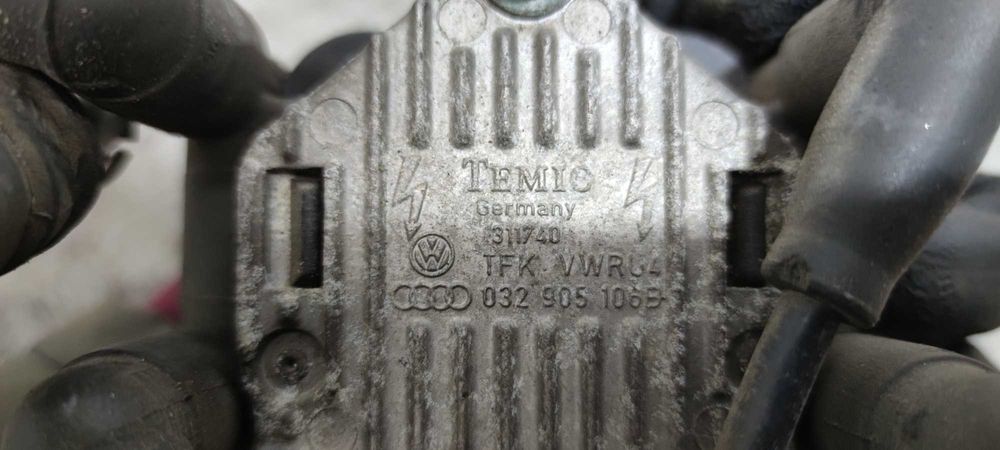 TEMIC
Germany
311740
TFK VWR04
032 905 106B